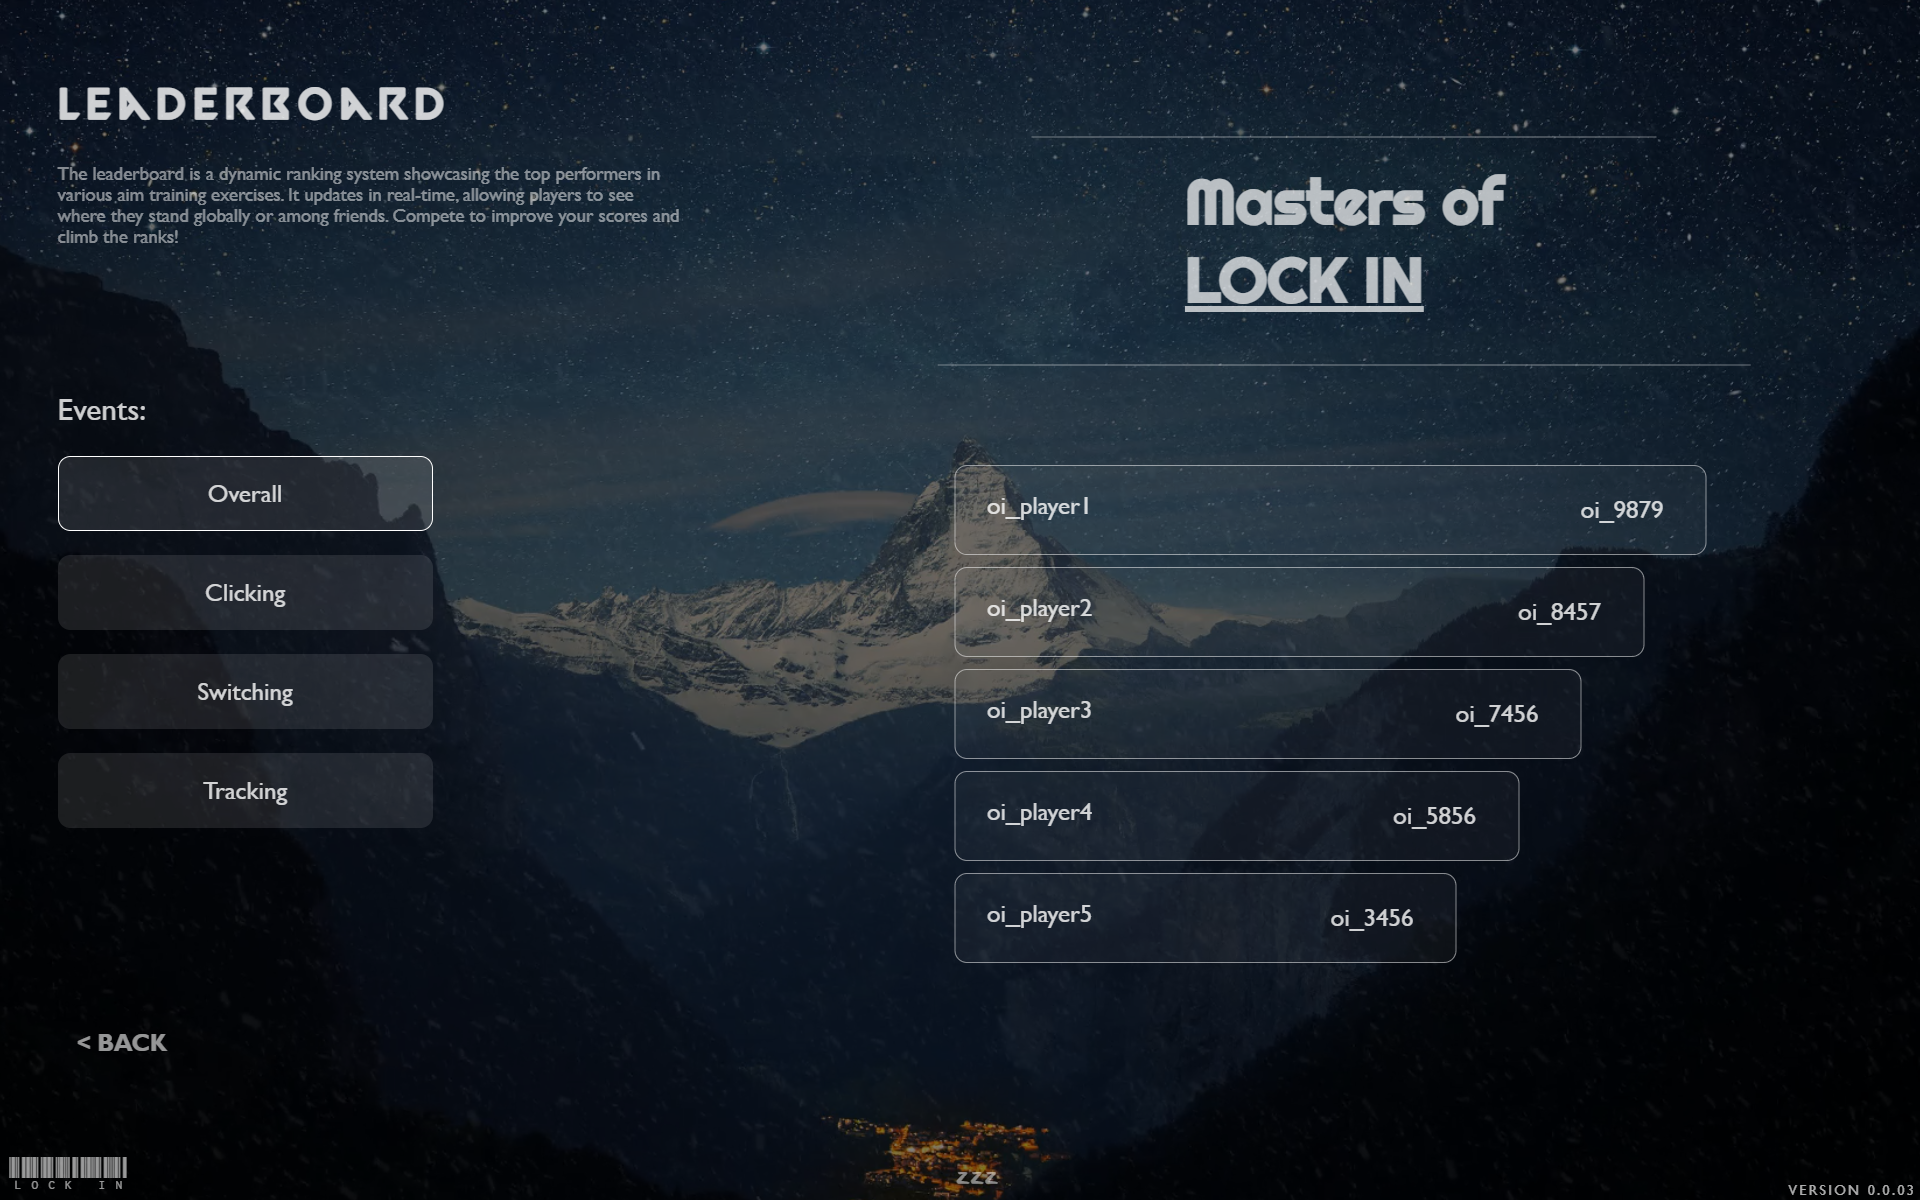 LEADERBOARD
The leaderboard is a dynamic ranking system showcasing the top performers in
various aim training exercises. It updates in real-time, allowing players to see
where they stand globally or among friends. Compete to improve your scores and
climb the ranks!
Masters of
LOCK IN
Events:
Overall
Clicking
Switching
Tracking
oi_player1 oi_9879
oi_player2 oi_8457
oi_player3 oi_7456
oi_player4 oi_5856
oi_player5 oi_3456
< BACK
LOCK IN
zzz
VERSION 0.0.03